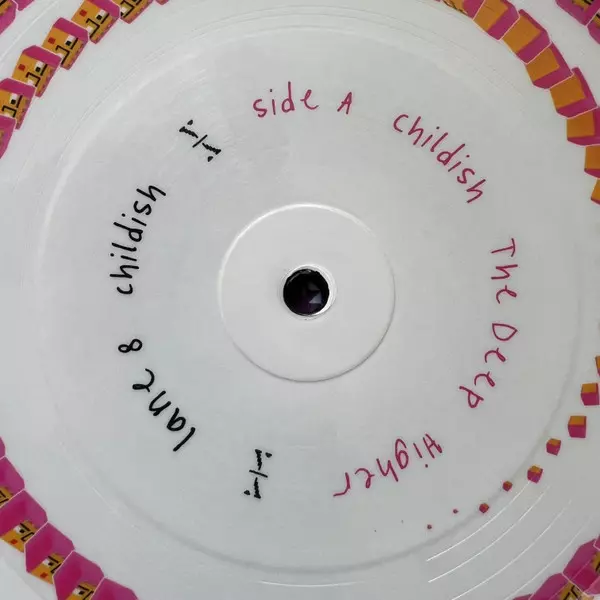 side A
childish
The Deep
Higher
lane 8
childish